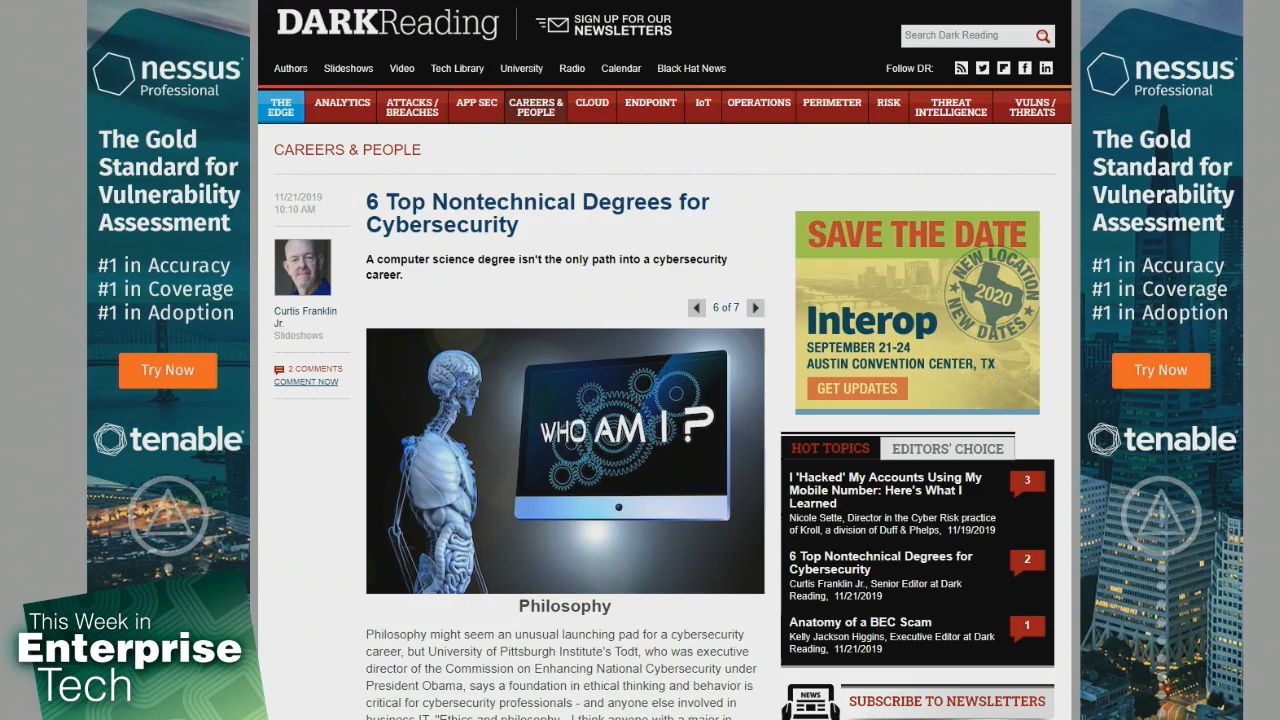 DARKReading
SIGN UP FOR OUR
NEWSLETTERS
Search Dark Reading
Authors Slideshows Video Tech Library University Radio Calendar Black Hat News
Follow DR:
THE EDGE
ANALYTICS
ATTACKS / BREACHES
APP SEC
CAREERS & PEOPLE
CLOUD
ENDPOINT
IoT
OPERATIONS
PERIMETER
RISK
THREAT INTELLIGENCE
VULNS / THREATS
nessus
Professional
The Gold
Standard for
Vulnerability
Assessment
#1 in Accuracy
#1 in Coverage
#1 in Adoption
Try Now
tenable
CAREERS & PEOPLE
11/21/2019
10:10 AM
Curtis Franklin
Jr.
Slideshows
2 COMMENTS
COMMENT NOW
6 Top Nontechnical Degrees for
Cybersecurity
A computer science degree isn't the only path into a cybersecurity
career.
6 of 7
WHO AM I ?
Philosophy
Philosophy might seem an unusual launching pad for a cybersecurity
career, but University of Pittsburgh Institute's Todt, who was executive
director of the Commission on Enhancing National Cybersecurity under
President Obama, says a foundation in ethical thinking and behavior is
critical for cybersecurity professionals - and anyone else involved in
business IT. "Ethics and philosophy - I think anyone with a major in
SAVE THE DATE
NEW LOCATION
2020
NEW DATES
Interop
SEPTEMBER 21-24
AUSTIN CONVENTION CENTER, TX
GET UPDATES
HOT TOPICS
EDITORS' CHOICE
I 'Hacked' My Accounts Using My
Mobile Number: Here's What I
Learned
Nicole Sette, Director in the Cyber Risk practice
of Kroll, a division of Duff & Phelps, 11/19/2019
3
6 Top Nontechnical Degrees for
Cybersecurity
Curtis Franklin Jr., Senior Editor at Dark
Reading, 11/21/2019
2
Anatomy of a BEC Scam
Kelly Jackson Higgins, Executive Editor at Dark
Reading, 11/21/2019
1
NEWS
SUBSCRIBE TO NEWSLETTERS
nessus
Professional
The Gold
Standard for
Vulnerability
Assessment
#1 in Accuracy
#1 in Coverage
#1 in Adoption
Try Now
tenable
This Week in
Enterprise
Tech